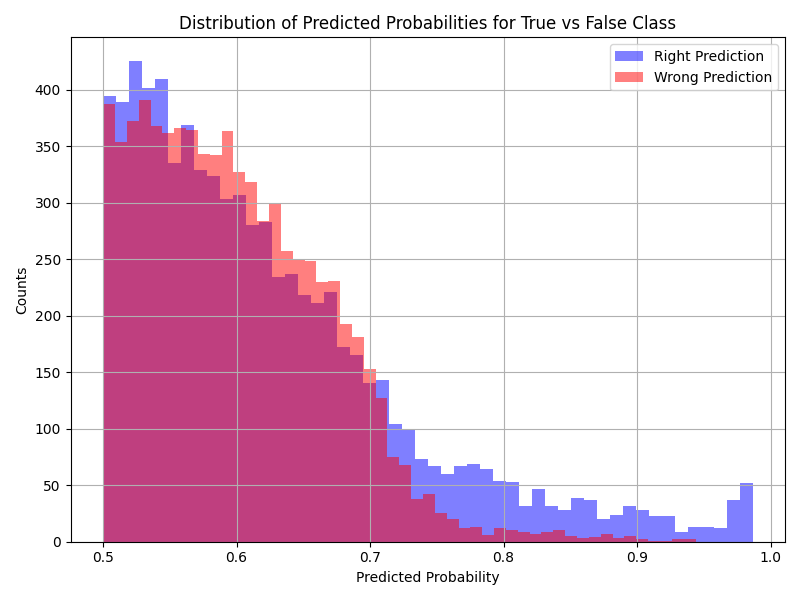 Distribution of Predicted Probabilities for True vs False Class
Right Prediction
Wrong Prediction
Counts
400
350
300
250
200
150
100
50
0
0.5 0.6 0.7 0.8 0.9 1.0
Predicted Probability